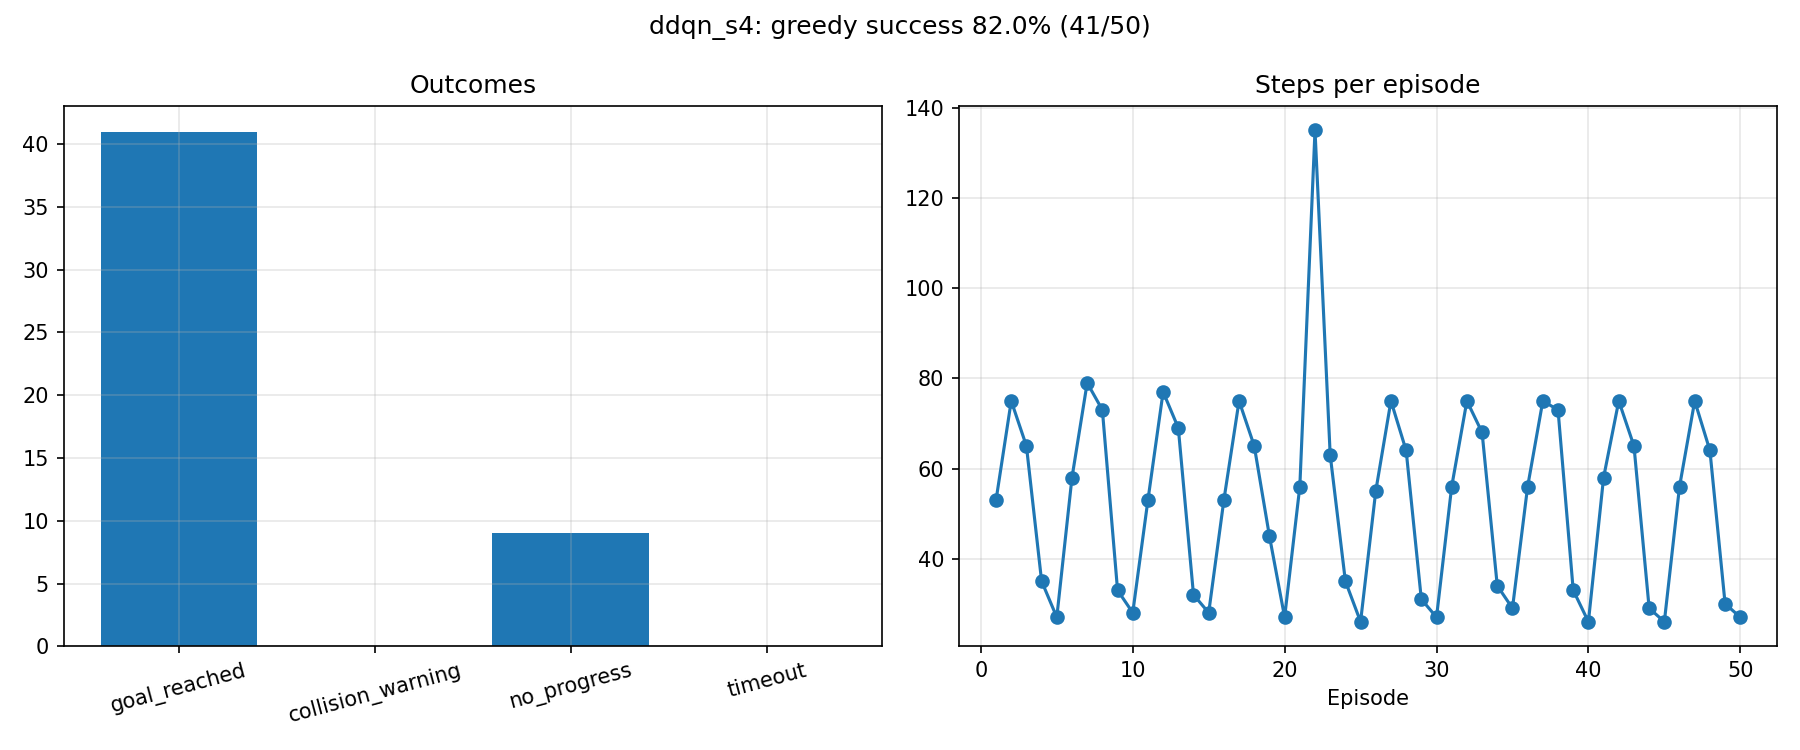 ddqn_s4: greedy success 82.0% (41/50)
Outcomes
40
35
30
25
20
15
10
5
0
goal_reached
collision_warning
no_progress
timeout
Steps per episode
140
120
100
80
60
40
0
10
20
30
40
50
Episode